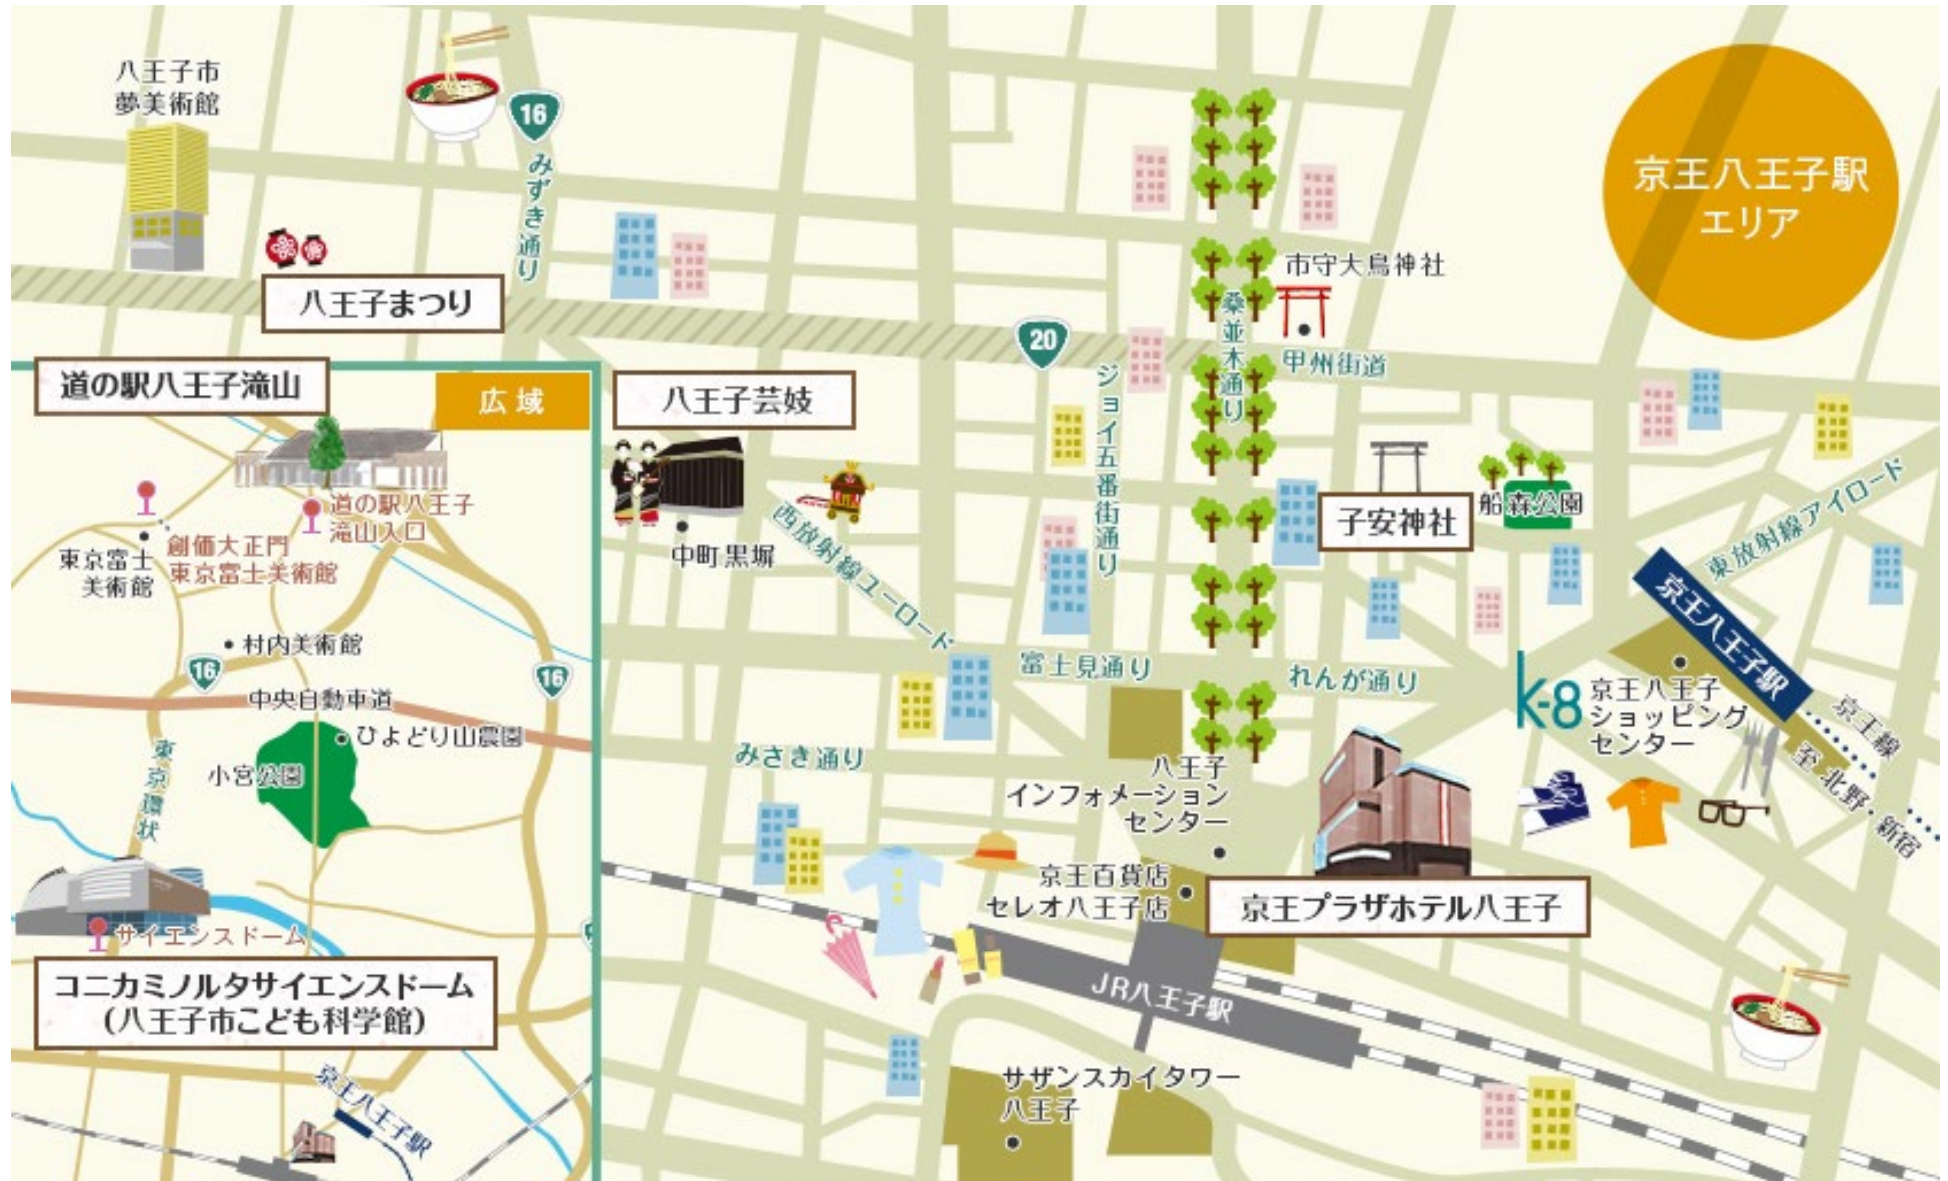 京王八王子駅
エリア
八王子市
夢美術館
16
みずき通り
八王子まつり
20
市守大鳥神社
桑並木通り
甲州街道
ジョイ五番街通り
道の駅八王子滝山
広域
道の駅八王子
滝山入口
創価大正門
東京富士美術館
東京富士
美術館
村内美術館
16
16
中央自動車道
ひよどり山農園
小宮公園
東京環状
サイエンスドーム
コニカミノルタサイエンスドーム
(八王子市こども科学館)
京王八王子駅
八王子芸妓
中町黒塀
西放射線ユーロード
子安神社
船森公園
東放射線アイロード
京王八王子駅
富士見通り
れんが通り
k-8
京王八王子
ショッピング
センター
京王線
至 北野・新宿
みさき通り
八王子
インフォメーション
センター
京王百貨店
セレオ八王子店
京王プラザホテル八王子
JR八王子駅
サザンスカイタワー
八王子